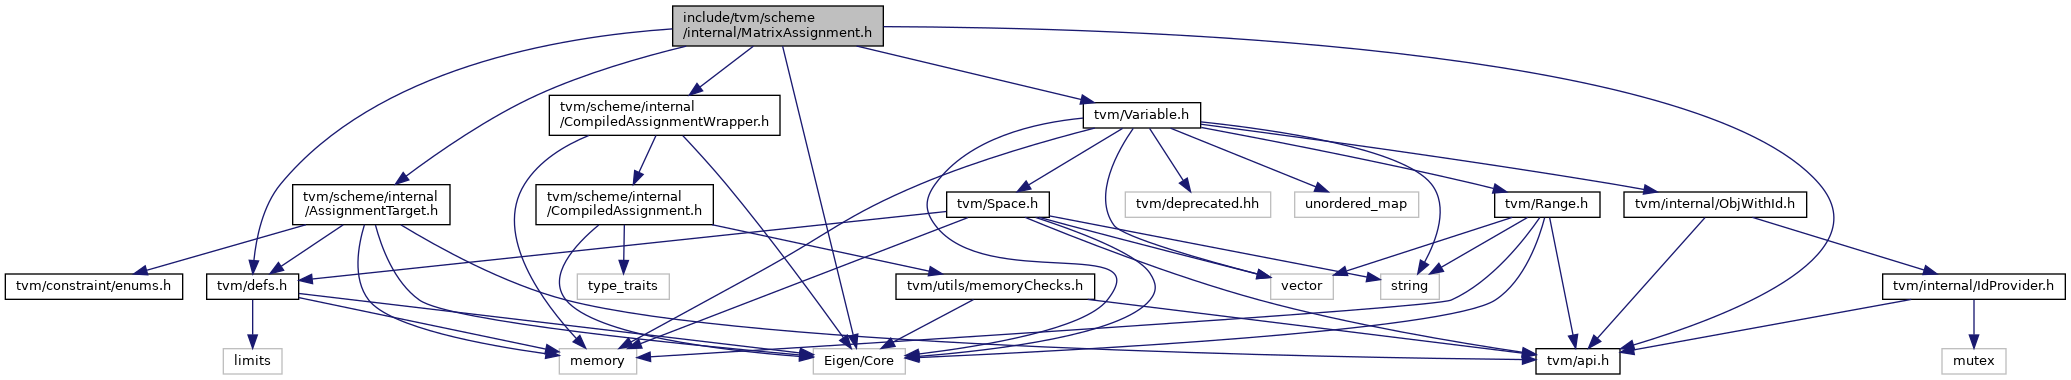 include/tvm/scheme
/internal/MatrixAssignment.h
tvm/scheme/internal
/CompiledAssignmentWrapper.h
tvm/Variable.h
tvm/scheme/internal
/AssignmentTarget.h
tvm/scheme/internal
/CompiledAssignment.h
tvm/Space.h
tvm/deprecated.hh
unordered_map
tvm/Range.h
tvm/internal/ObjWithId.h
tvm/constraint/enums.h
tvm/defs.h
type_traits
tvm/utils/memoryChecks.h
vector
string
tvm/internal/IdProvider.h
limits
memory
Eigen/Core
tvm/api.h
mutex